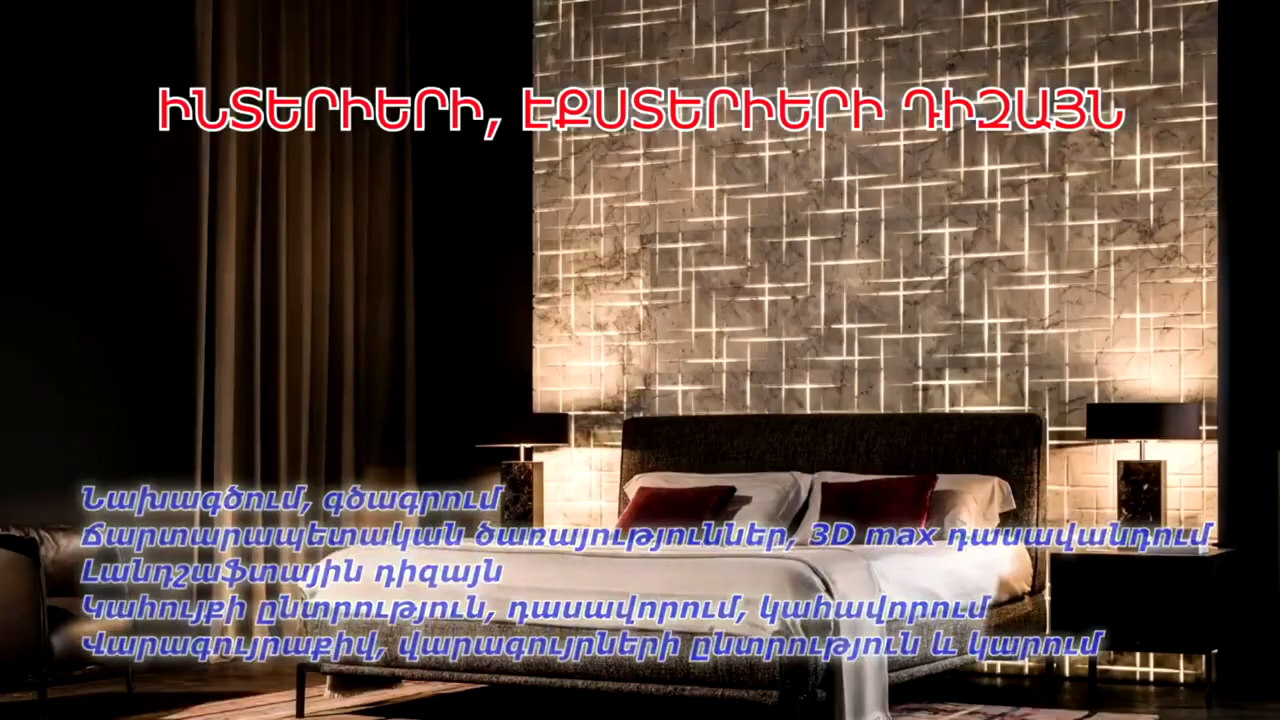 ԻՆՏԵՐԻԵՐԻ, ԷՔՍՏԵՐԻԵՐԻ ԴԻԶԱՅՆ
Նախագծում, գծագրում
Ճարտարապետական ծառայություններ, 3D max դասավանդում
Լանդշաֆտային դիզայն
Կահույքի ընտրություն, դասավորում, կահավորում
Վարագույրաքիվ, վարագույրների ընտրություն և կարում